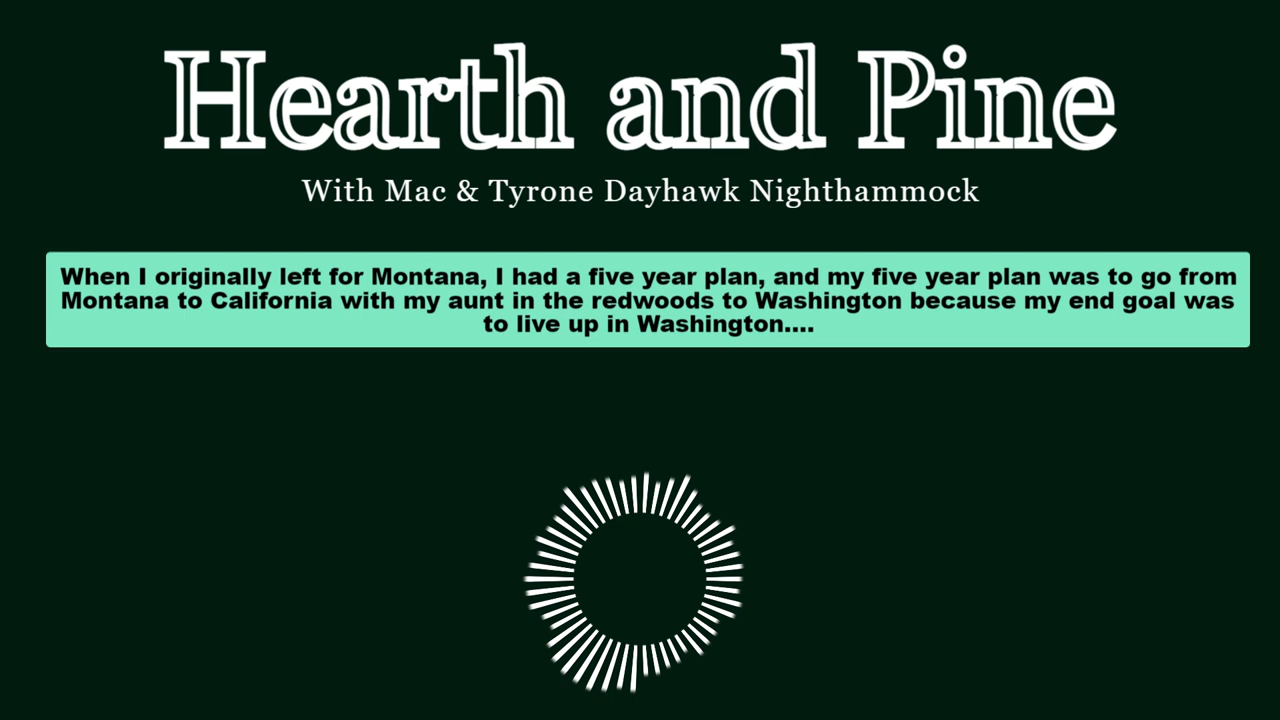 Hearth and Pine
With Mac & Tyrone Dayhawk Nighthammock
When I originally left for Montana, I had a five year plan, and my five year plan was to go from
Montana to California with my aunt in the redwoods to Washington because my end goal was
to live up in Washington....